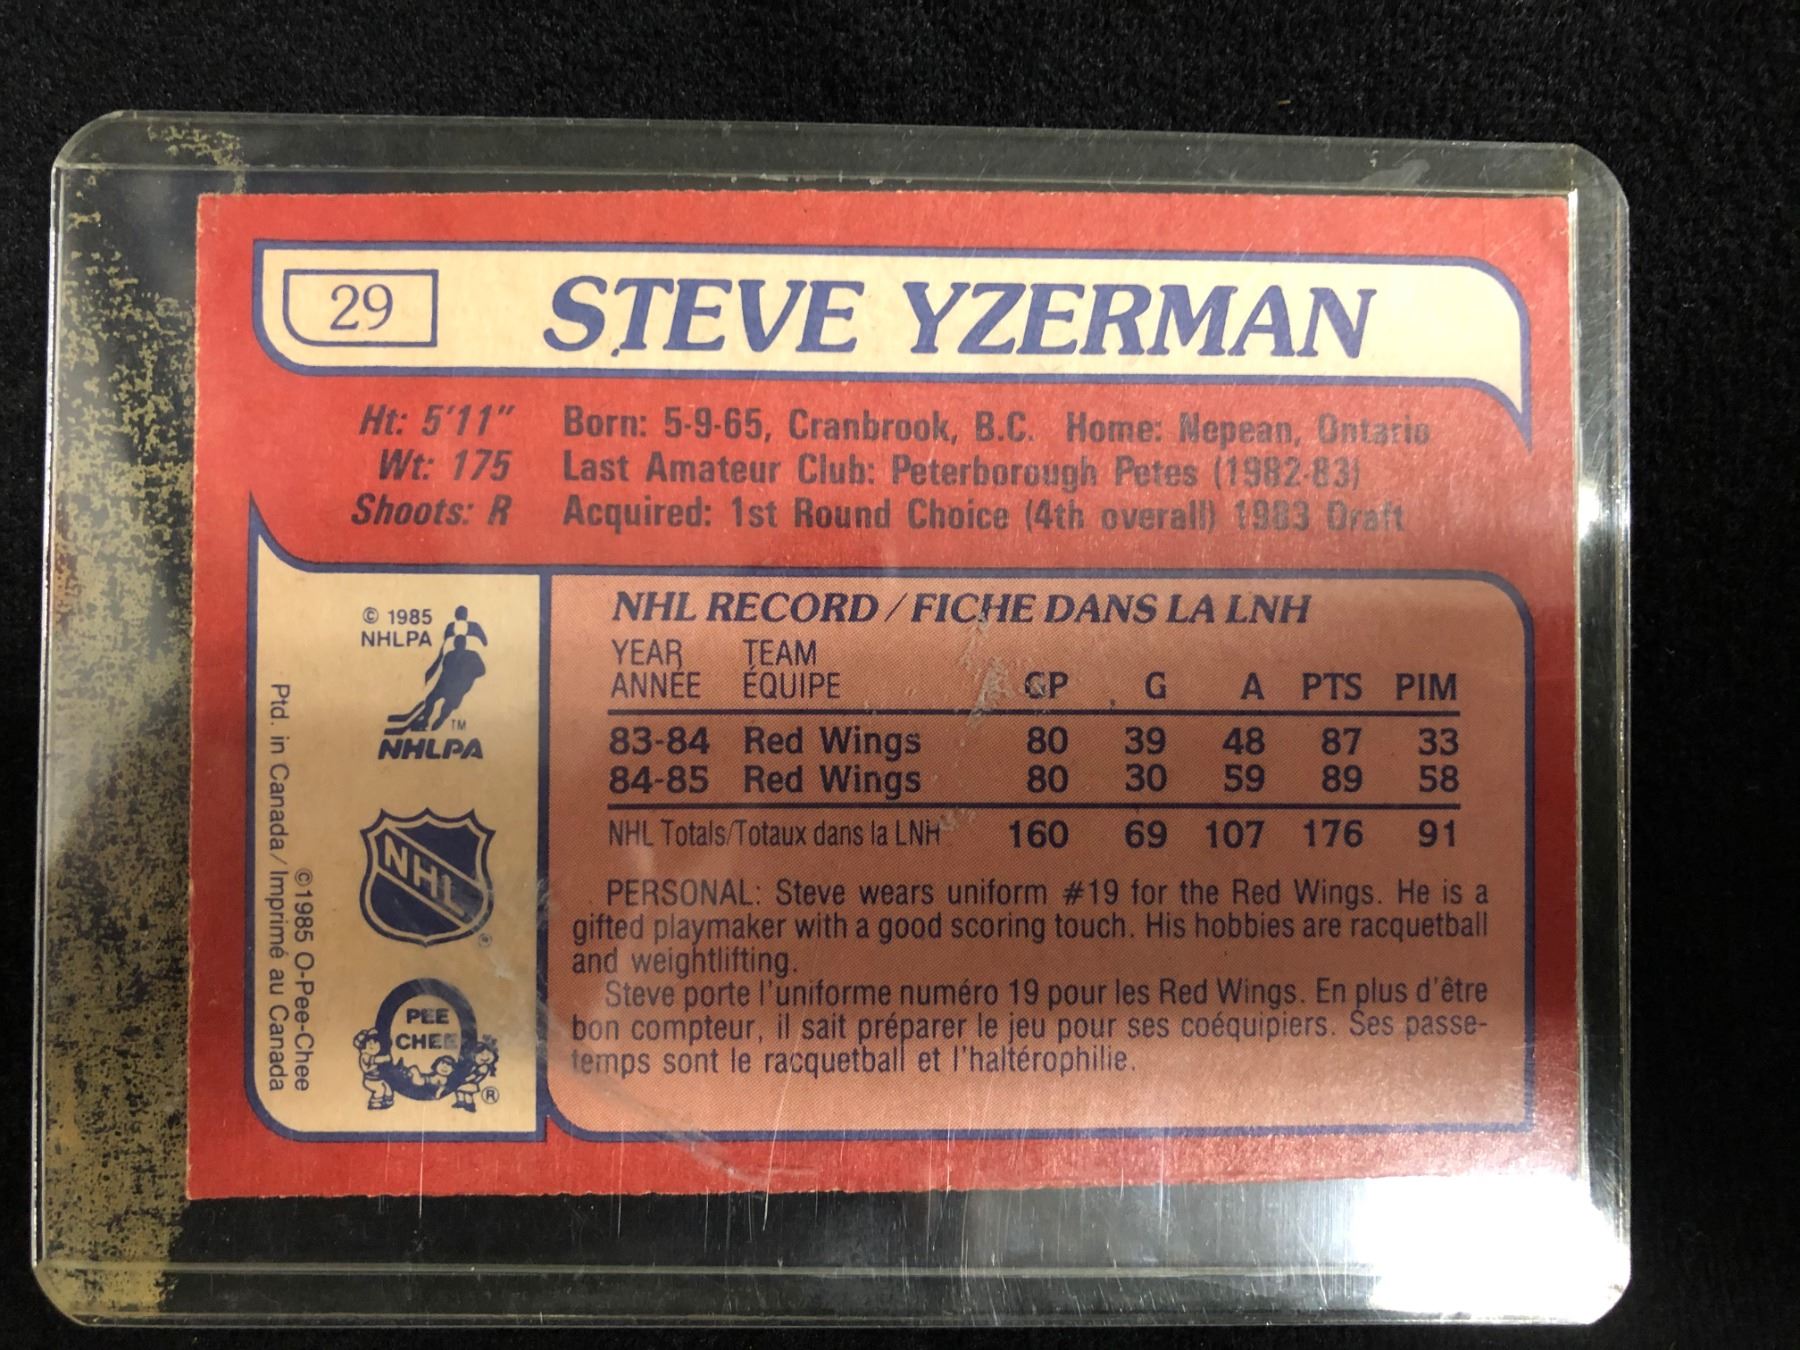 29
STEVE YZERMAN
Ht: 5'11" Born: 5-9-65, Cranbrook, B.C. Home: Nepean, Ontario
Wt: 175 Last Amateur Club: Peterborough Petes (1982-83)
Shoots: R Acquired: 1st Round Choice (4th overall) 1983 Draft
© 1985
NHLPA
TM
NHLPA
NHL
®
PEE
CHEE
®
Ptd. in Canada/Imprimé au Canada
©1985 O-Pee-Chee
NHL RECORD/FICHE DANS LA LNH
YEAR TEAM
ANNÉE ÉQUIPE GP G A PTS PIM
83-84 Red Wings 80 39 48 87 33
84-85 Red Wings 80 30 59 89 58
NHL Totals/Totaux dans la LNH 160 69 107 176 91
PERSONAL: Steve wears uniform #19 for the Red Wings. He is a
gifted playmaker with a good scoring touch. His hobbies are racquetball
and weightlifting.
Steve porte l'uniforme numéro 19 pour les Red Wings. En plus d'être
bon compteur, il sait préparer le jeu pour ses coéquipiers. Ses passe-
temps sont le racquetball et l'haltérophilie.